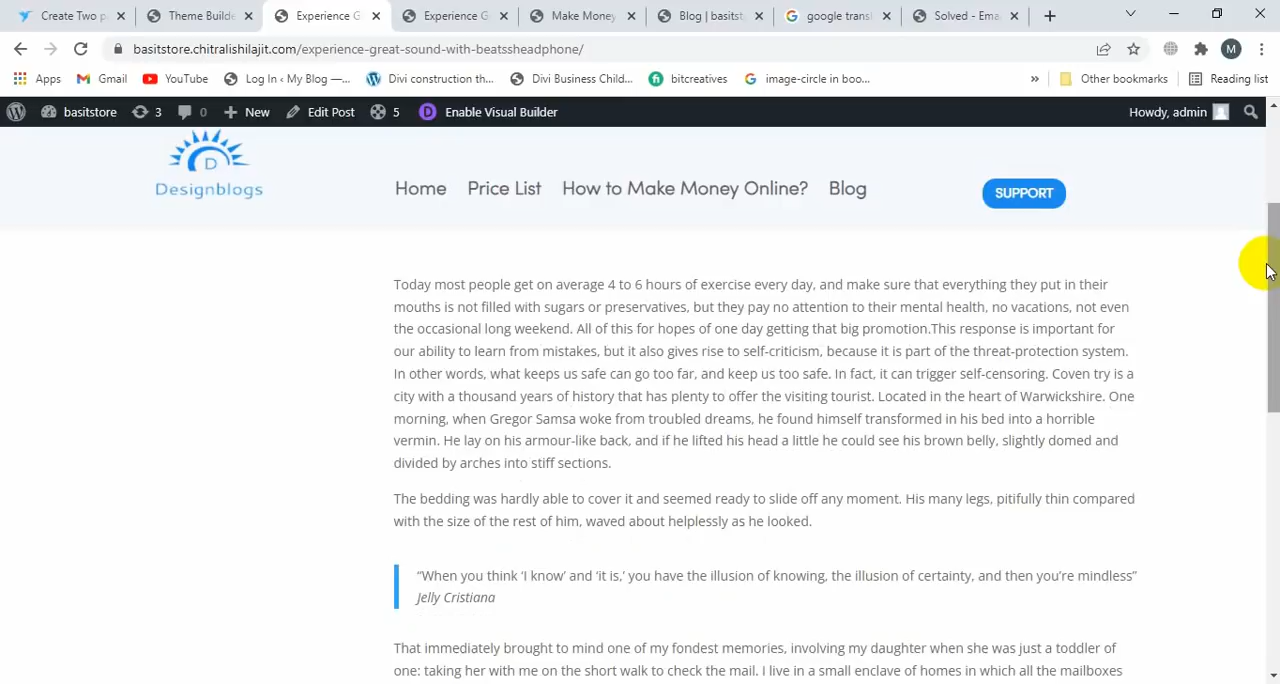 Create Two p
Theme Builde
Experience G
Experience G
Make Money
Blog | basitst
google transl
Solved - Ema
basitstore.chitralishilajit.com/experience-great-sound-with-beatssheadphone/
M
Apps
Gmail
YouTube
Log In ‹ My Blog —...
Divi construction th...
Divi Business Child...
fi
bitcreatives
image-circle in boo...
»
Other bookmarks
Reading list
basitstore
3
0
New
Edit Post
5
D
Enable Visual Builder
Howdy, admin
D
Designblogs
Home
Price List
How to Make Money Online?
Blog
SUPPORT
Today most people get on average 4 to 6 hours of exercise every day, and make sure that everything they put in their
mouths is not filled with sugars or preservatives, but they pay no attention to their mental health, no vacations, not even
the occasional long weekend. All of this for hopes of one day getting that big promotion.This response is important for
our ability to learn from mistakes, but it also gives rise to self-criticism, because it is part of the threat-protection system.
In other words, what keeps us safe can go too far, and keep us too safe. In fact, it can trigger self-censoring. Coven try is a
city with a thousand years of history that has plenty to offer the visiting tourist. Located in the heart of Warwickshire. One
morning, when Gregor Samsa woke from troubled dreams, he found himself transformed in his bed into a horrible
vermin. He lay on his armour-like back, and if he lifted his head a little he could see his brown belly, slightly domed and
divided by arches into stiff sections.
The bedding was hardly able to cover it and seemed ready to slide off any moment. His many legs, pitifully thin compared
with the size of the rest of him, waved about helplessly as he looked.
“When you think ‘I know’ and ‘it is,’ you have the illusion of knowing, the illusion of certainty, and then you’re mindless”
Jelly Cristiana
That immediately brought to mind one of my fondest memories, involving my daughter when she was just a toddler of
one: taking her with me on the short walk to check the mail. I live in a small enclave of homes in which all the mailboxes